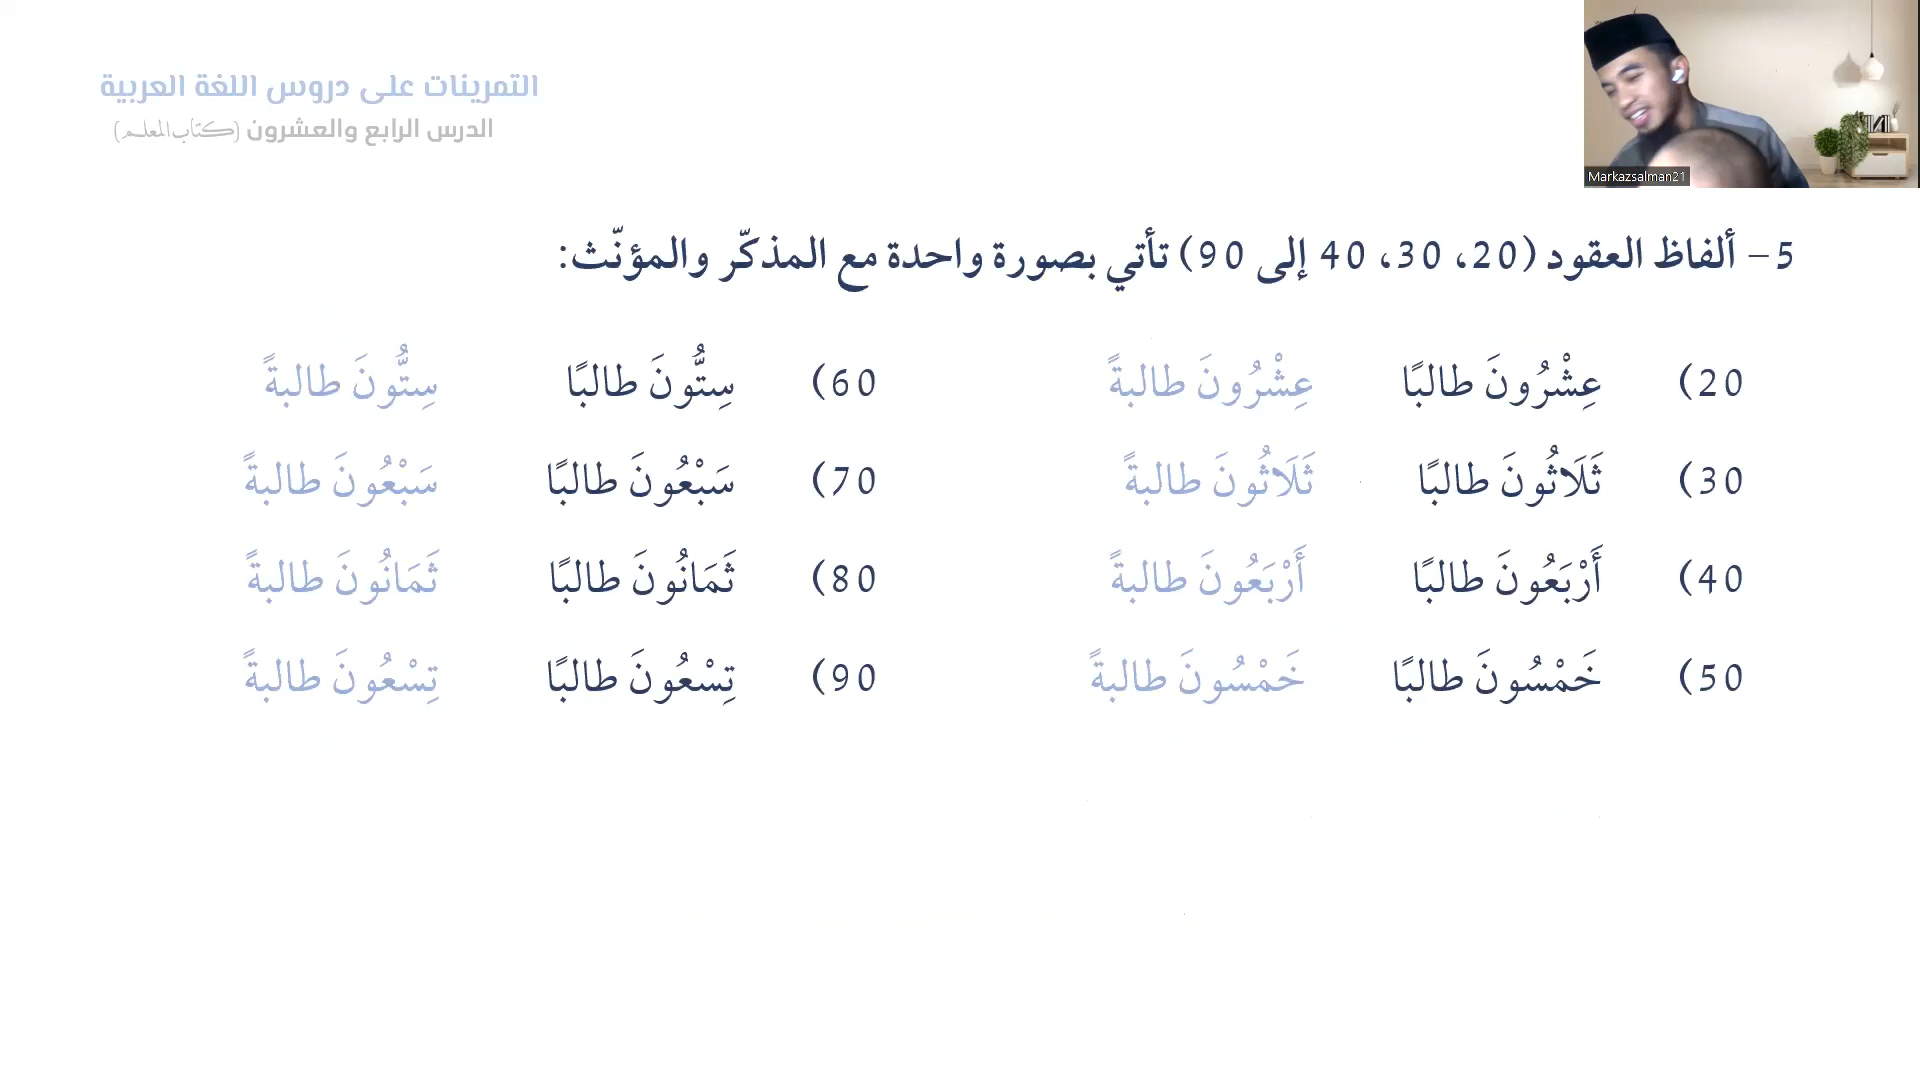 التمرينات على دروس اللغة العربية
الدرس الرابع والعشرون (كتاب المعلم)
Markazsalman21
5- ألفاظ العقود (20، 30، 40 إلى 90) تأتي بصورة واحدة مع المذكّر والمؤنّث:
20) عِشْرُونَ طالبًا عِشْرُونَ طالبةً 60) سِتُّونَ طالبًا سِتُّونَ طالبةً
30) ثَلَاثُونَ طالبًا ثَلَاثُونَ طالبةً 70) سَبْعُونَ طالبًا سَبْعُونَ طالبةً
40) أَرْبَعُونَ طالبًا أَرْبَعُونَ طالبةً 80) ثَمَانُونَ طالبًا ثَمَانُونَ طالبةً
50) خَمْسُونَ طالبًا خَمْسُونَ طالبةً 90) تِسْعُونَ طالبًا تِسْعُونَ طالبةً